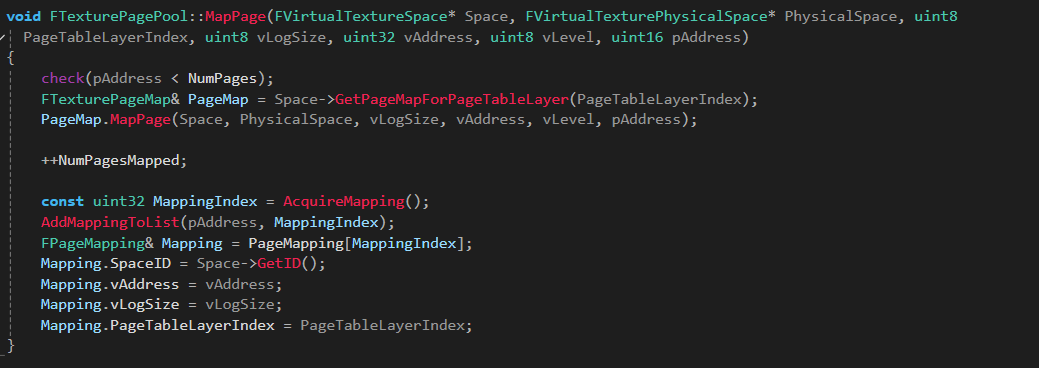 void FTexturePagePool::MapPage(FVirtualTextureSpace* Space, FVirtualTexturePhysicalSpace* PhysicalSpace, uint8
PageTableLayerIndex, uint8 vLogSize, uint32 vAddress, uint8 vLevel, uint16 pAddress)
{
    check(pAddress < NumPages);
    FTexturePageMap& PageMap = Space->GetPageMapForPageTableLayer(PageTableLayerIndex);
    PageMap.MapPage(Space, PhysicalSpace, vLogSize, vAddress, vLevel, pAddress);

    ++NumPagesMapped;

    const uint32 MappingIndex = AcquireMapping();
    AddMappingToList(pAddress, MappingIndex);
    FPageMapping& Mapping = PageMapping[MappingIndex];
    Mapping.SpaceID = Space->GetID();
    Mapping.vAddress = vAddress;
    Mapping.vLogSize = vLogSize;
    Mapping.PageTableLayerIndex = PageTableLayerIndex;
}